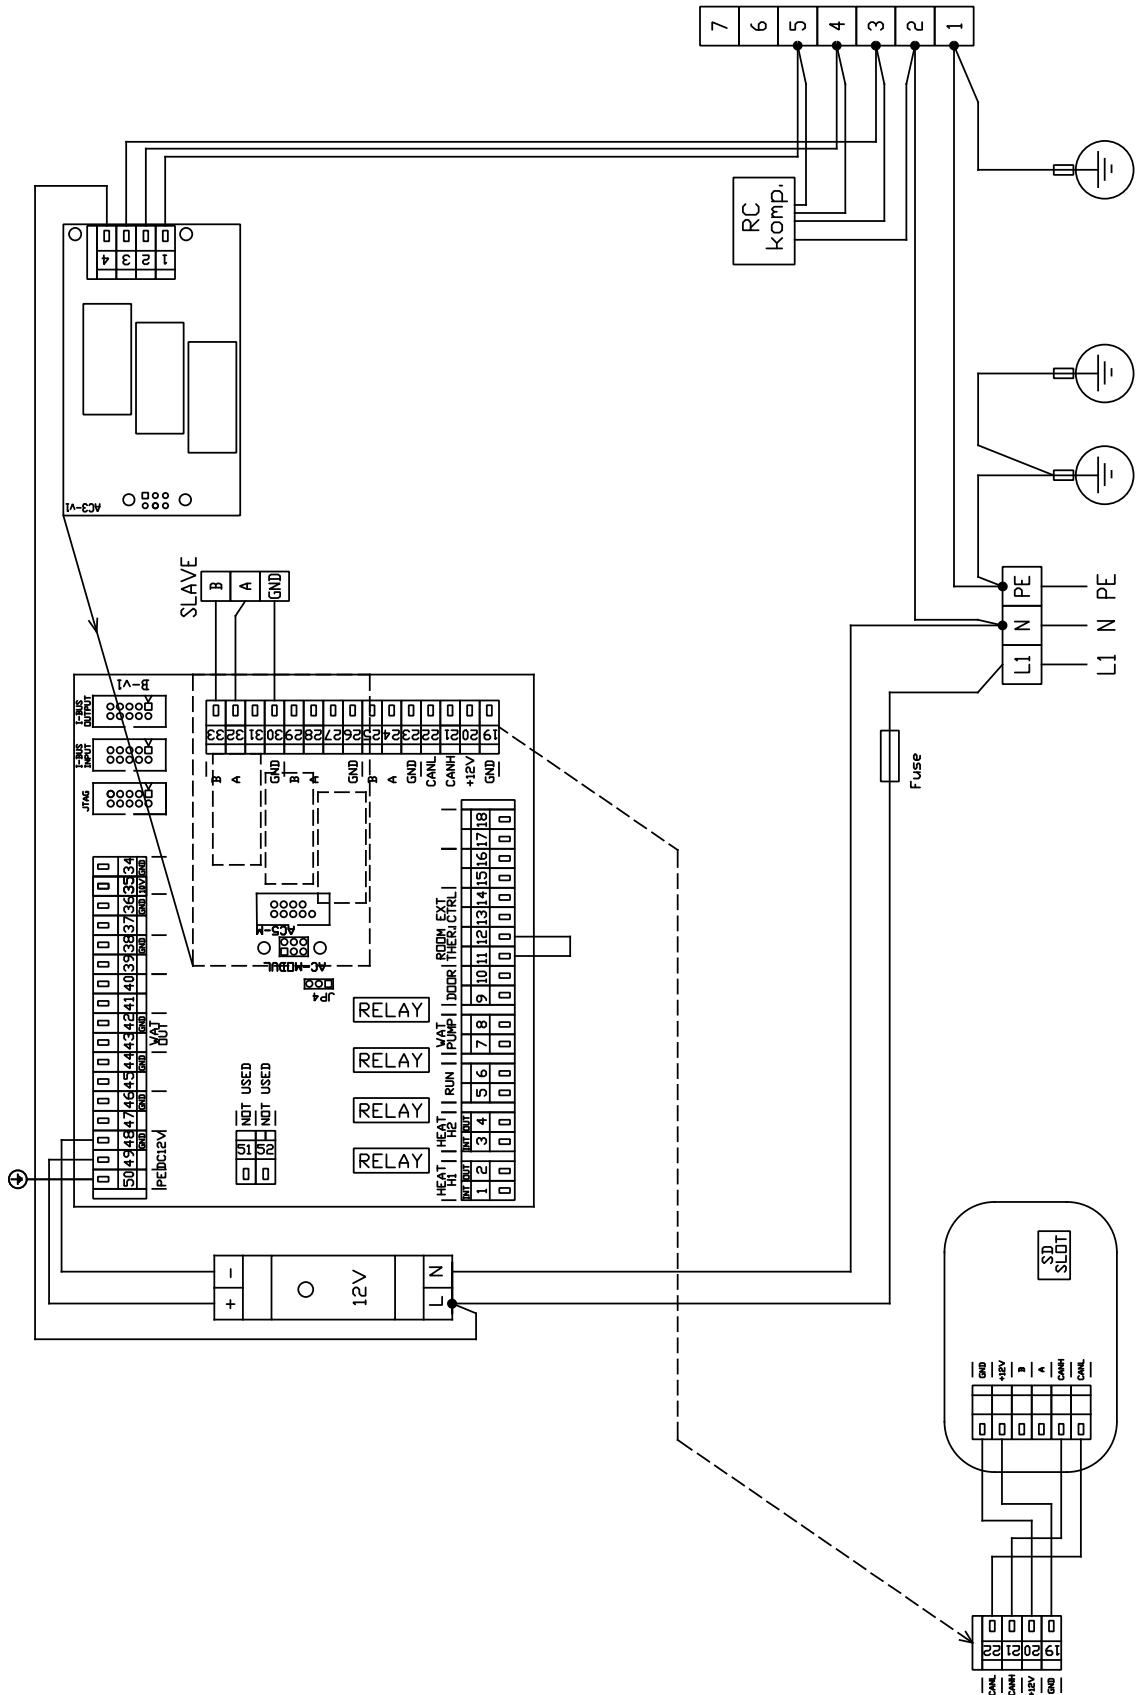 7 6 5 4 3 2 1
RC
komp.
4 3 2 1
AC3-v1
SLAVE
B A GND
PE N L1
PE
N
L1
Fuse
B-v1
I-BUS
OUTPUT
I-BUS
INPUT
JTAG
33 32 31 30 29 28 27 26 25 24 23 22 21 20 19
B A GND B A GND B A GND CANL CANH +12V GND
34 35 36 37 38 39 40 41 42 43 44 45 46 47 48 49 50
GND 10V GND GND GND GND GND GND
WAT
OUT
DC12V
PE
AC5-M
AC-MODUL
JP4
RELAY
RELAY
RELAY
RELAY
NOT USED
NOT USED
51 52
18 17 16 15 14 13 12 11 10 9 8 7 6 5 4 3 2 1
EXT
CTRL
ROOM
THER.
DOOR
WAT
PUMP
RUN
HEAT
H2
OUT
INT
HEAT
H1
OUT
INT
- +
12V
N L
SD
SLOT
GND +12V B A CANH CANL
22 21 20 19
CANL CANH +12V GND